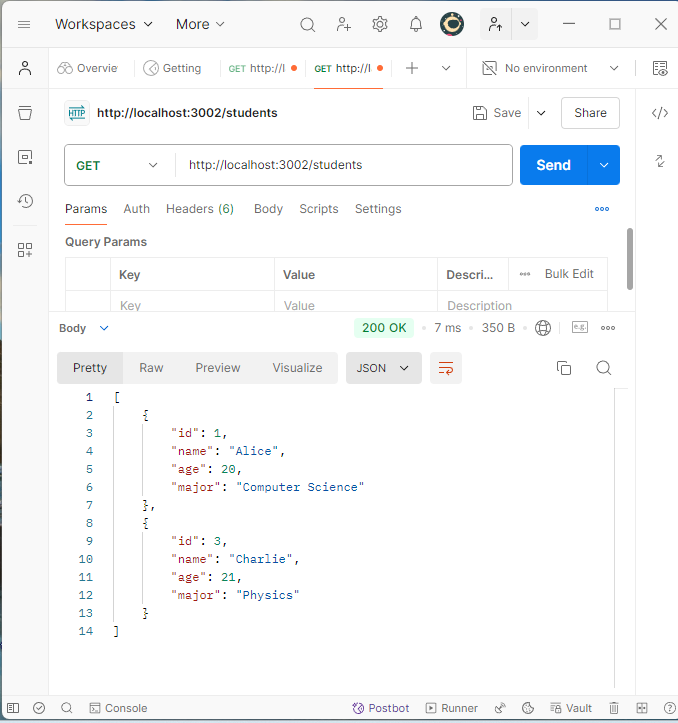 Workspaces More
Overvie Getting GET http://l GET http://l No environment
HTTP http://localhost:3002/students Save Share
GET http://localhost:3002/students Send
Params Auth Headers (6) Body Scripts Settings
Query Params
Key Value Descri... Bulk Edit
Key Value Description
Body 200 OK 7 ms 350 B e.g.
Pretty Raw Preview Visualize JSON
1 [
2 {
3 "id": 1,
4 "name": "Alice",
5 "age": 20,
6 "major": "Computer Science"
7 },
8 {
9 "id": 3,
10 "name": "Charlie",
11 "age": 21,
12 "major": "Physics"
13 }
14 ]
Console Postbot Runner Vault